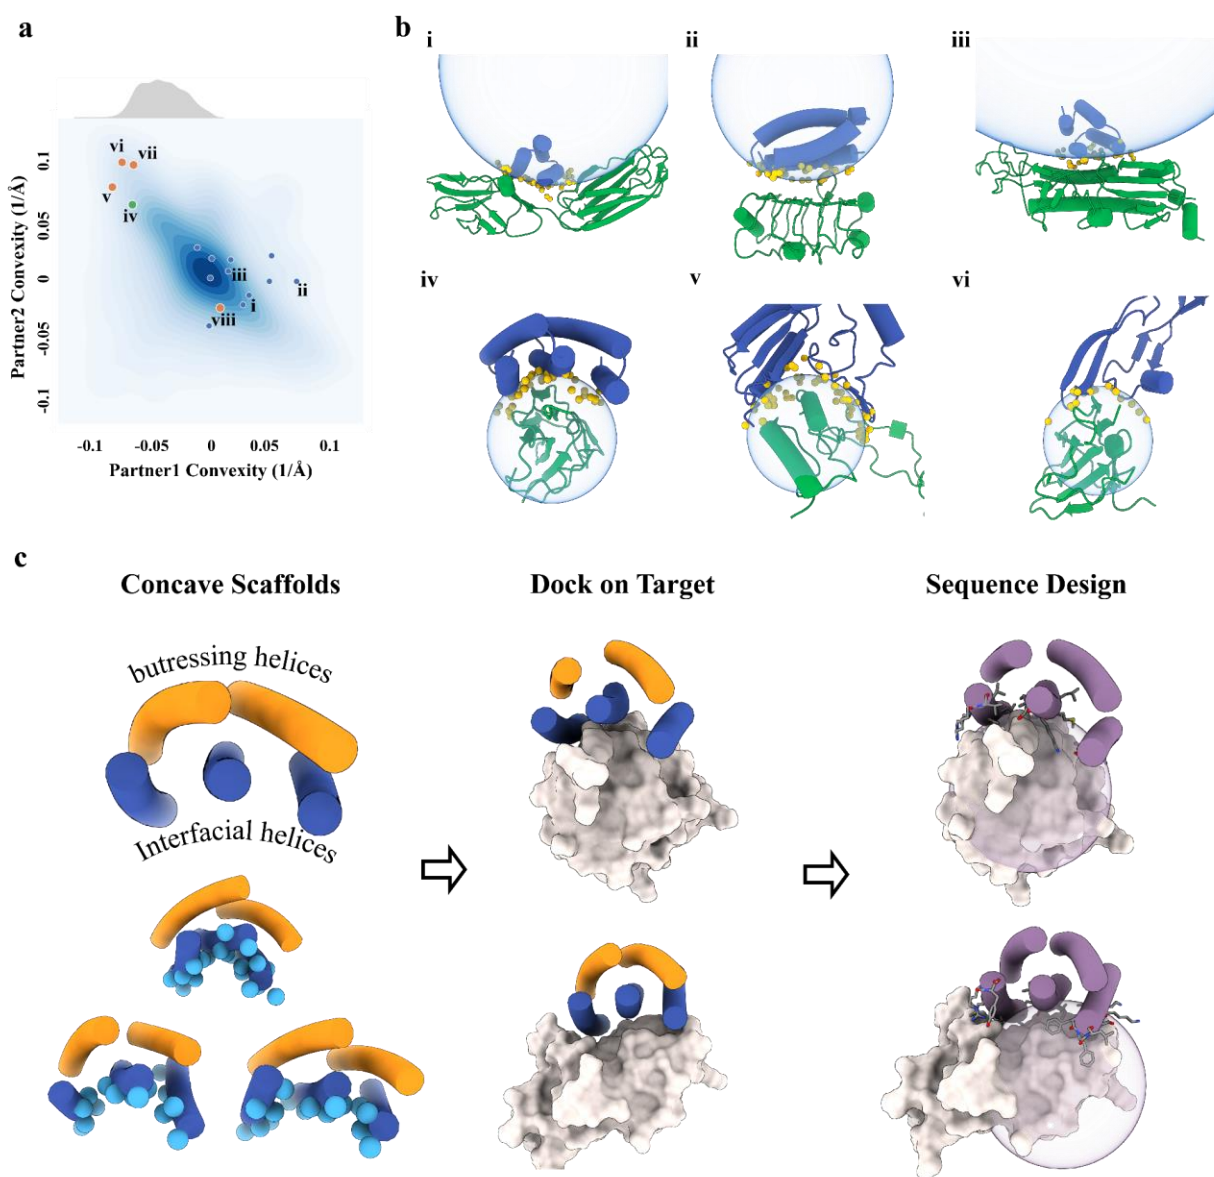 a
vi
vii
v
iv
iii
ii
i
viii
0.1
0.05
0
-0.05
-0.1
Partner2 Convexity (1/Å)
-0.1
-0.05
0
0.05
0.1
Partner1 Convexity (1/Å)
b
i
ii
iii
iv
v
vi
c
Concave Scaffolds
Dock on Target
Sequence Design
butressing helices
Interfacial helices